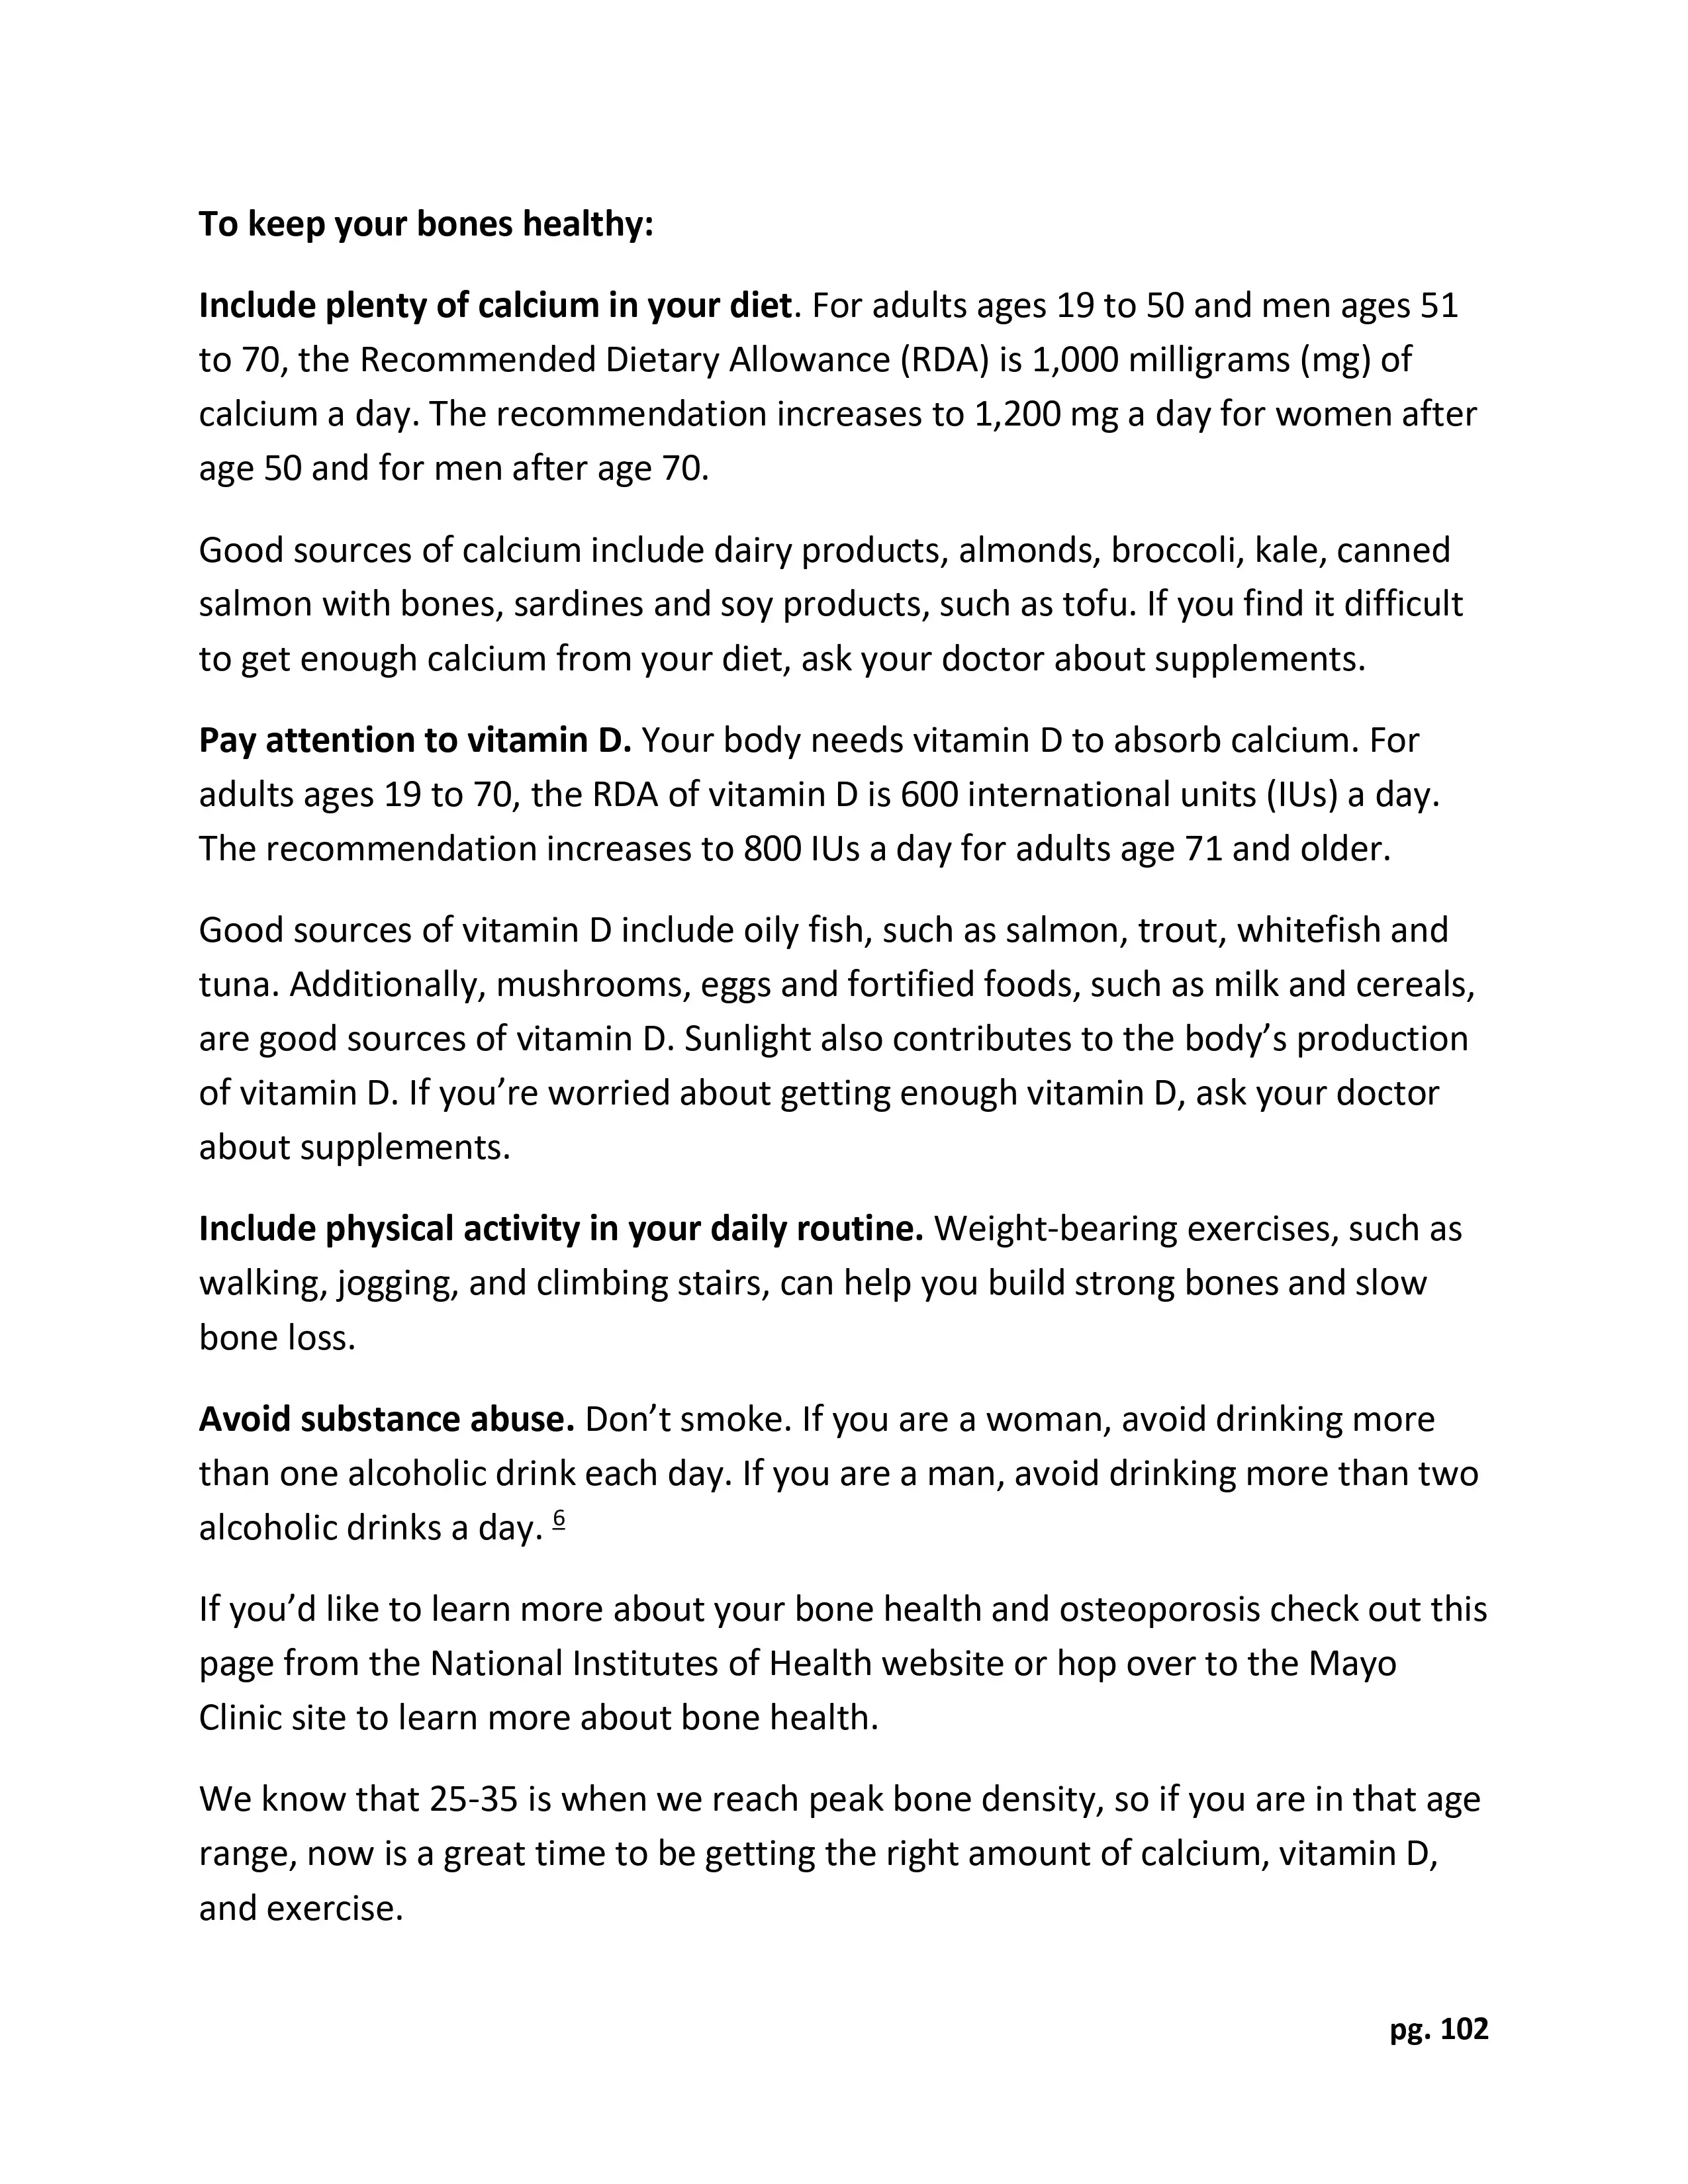 To keep your bones healthy:
Include plenty of calcium in your diet. For adults ages 19 to 50 and men ages 51
to 70, the Recommended Dietary Allowance (RDA) is 1,000 milligrams (mg) of
calcium a day. The recommendation increases to 1,200 mg a day for women after
age 50 and for men after age 70.
Good sources of calcium include dairy products, almonds, broccoli, kale, canned
salmon with bones, sardines and soy products, such as tofu. If you find it difficult
to get enough calcium from your diet, ask your doctor about supplements.
Pay attention to vitamin D. Your body needs vitamin D to absorb calcium. For
adults ages 19 to 70, the RDA of vitamin D is 600 international units (IUs) a day.
The recommendation increases to 800 IUs a day for adults age 71 and older.
Good sources of vitamin D include oily fish, such as salmon, trout, whitefish and
tuna. Additionally, mushrooms, eggs and fortified foods, such as milk and cereals,
are good sources of vitamin D. Sunlight also contributes to the body’s production
of vitamin D. If you’re worried about getting enough vitamin D, ask your doctor
about supplements.
Include physical activity in your daily routine. Weight-bearing exercises, such as
walking, jogging, and climbing stairs, can help you build strong bones and slow
bone loss.
Avoid substance abuse. Don’t smoke. If you are a woman, avoid drinking more
than one alcoholic drink each day. If you are a man, avoid drinking more than two
alcoholic drinks a day. 6
If you’d like to learn more about your bone health and osteoporosis check out this
page from the National Institutes of Health website or hop over to the Mayo
Clinic site to learn more about bone health.
We know that 25-35 is when we reach peak bone density, so if you are in that age
range, now is a great time to be getting the right amount of calcium, vitamin D,
and exercise.
pg. 102